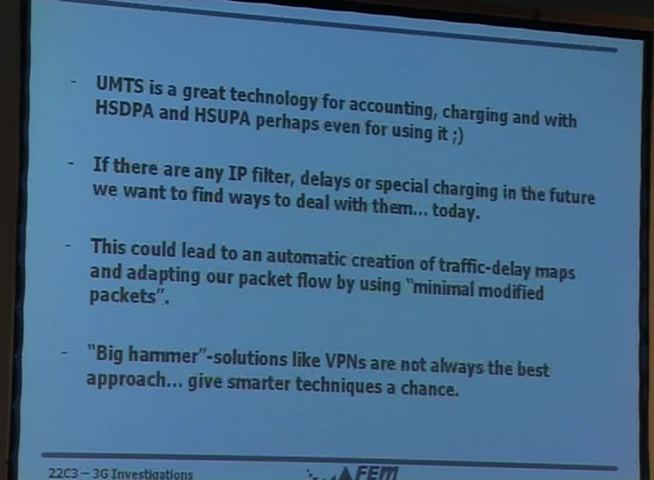 - UMTS is a great technology for accounting, charging and with
HSDPA and HSUPA perhaps even for using it ;)
- If there are any IP filter, delays or special charging in the future
we want to find ways to deal with them... today.
- This could lead to an automatic creation of traffic-delay maps
and adapting our packet flow by using "minimal modified
packets".
- "Big hammer"-solutions like VPNs are not always the best
approach... give smarter techniques a chance.
22C3 – 3G Investigations
FEM